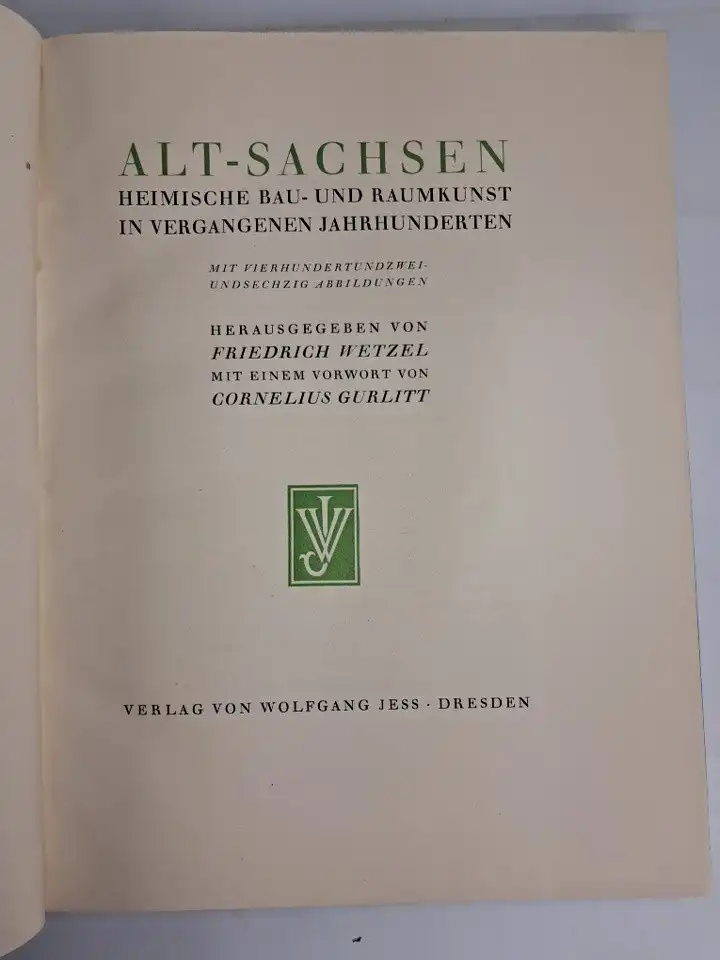 ALT-SACHSEN
HEIMISCHE BAU- UND RAUMKUNST
IN VERGANGENEN JAHRHUNDERTEN
MIT VIERHUNDERTUNDZWEI-
UNDSECHZIG ABBILDUNGEN
HERAUSGEGEBEN VON
FRIEDRICH WETZEL
MIT EINEM VORWORT VON
CORNELIUS GURLITT
WJ
VERLAG VON WOLFGANG JESS · DRESDEN